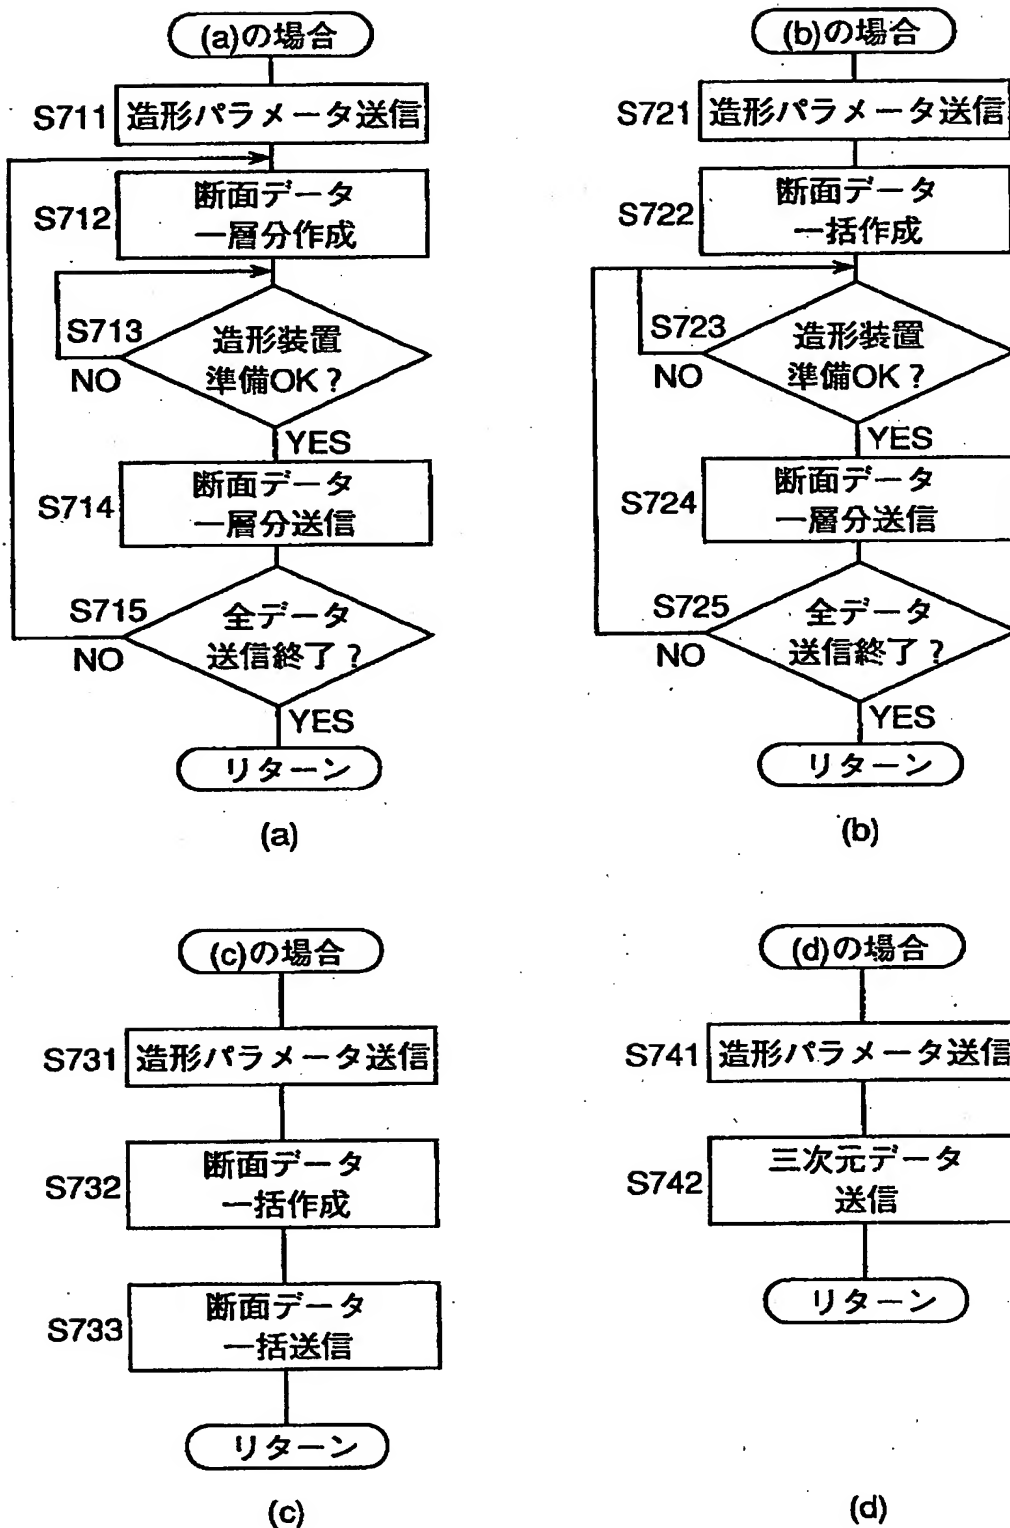 (a)の場合
S711
造形パラメータ送信
S712
断面データ
一層分作成
S713
造形装置
準備OK？
NO
YES
S714
断面データ
一層分送信
S715
全データ
送信終了？
NO
YES
リターン
(a)
(b)の場合
S721
造形パラメータ送信
S722
断面データ
一括作成
S723
造形装置
準備OK？
NO
YES
S724
断面データ
一層分送信
S725
全データ
送信終了？
NO
YES
リターン
(b)
(c)の場合
S731
造形パラメータ送信
S732
断面データ
一括作成
S733
断面データ
一括送信
リターン
(c)
(d)の場合
S741
造形パラメータ送信
S742
三次元データ
送信
リターン
(d)